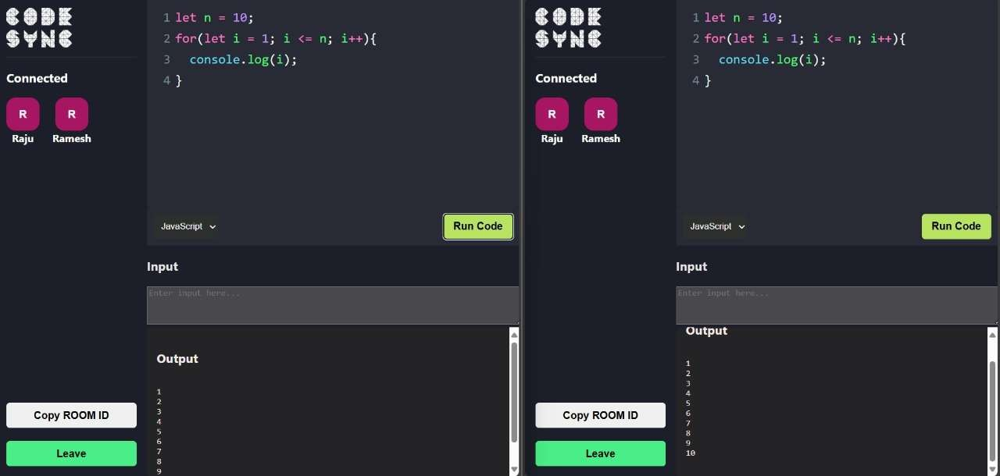 CODE
SYNC
Connected
R R
Raju Ramesh
Copy ROOM ID
Leave
1 let n = 10;
2 for(let i = 1; i <= n; i++){
3   console.log(i);
4 }
JavaScript
Run Code
Input
Enter input here...
Output
1
2
3
4
5
6
7
8
9
CODE
SYNC
Connected
R R
Raju Ramesh
Copy ROOM ID
Leave
1 let n = 10;
2 for(let i = 1; i <= n; i++){
3   console.log(i);
4 }
JavaScript
Run Code
Input
Enter input here...
Output
1
2
3
4
5
6
7
8
9
10